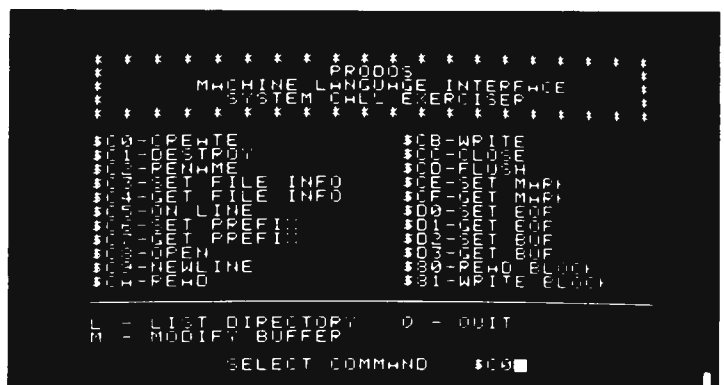 * * * * * * * * * * * * * * * * * * *
* PRODOS *
* MACHINE LANGUAGE INTERFACE *
* SYSTEM CALL EXERCISER *
* * * * * * * * * * * * * * * * * * *
$C0-CREATE $CB-WRITE
$C1-DESTROY $CC-CLOSE
$C2-RENAME $CD-FLUSH
$C3-SET FILE INFO $CE-SET MARK
$C4-GET FILE INFO $CF-GET MARK
$C5-ON LINE $D0-SET EOF
$C6-SET PREFIX $D1-GET EOF
$C7-GET PREFIX $D2-SET BUF
$C8-OPEN $D3-GET BUF
$C9-NEWLINE $80-READ BLOCK
$CA-READ $81-WRITE BLOCK
L - LIST DIRECTORY Q - QUIT
M - MODIFY BUFFER
SELECT COMMAND $C0